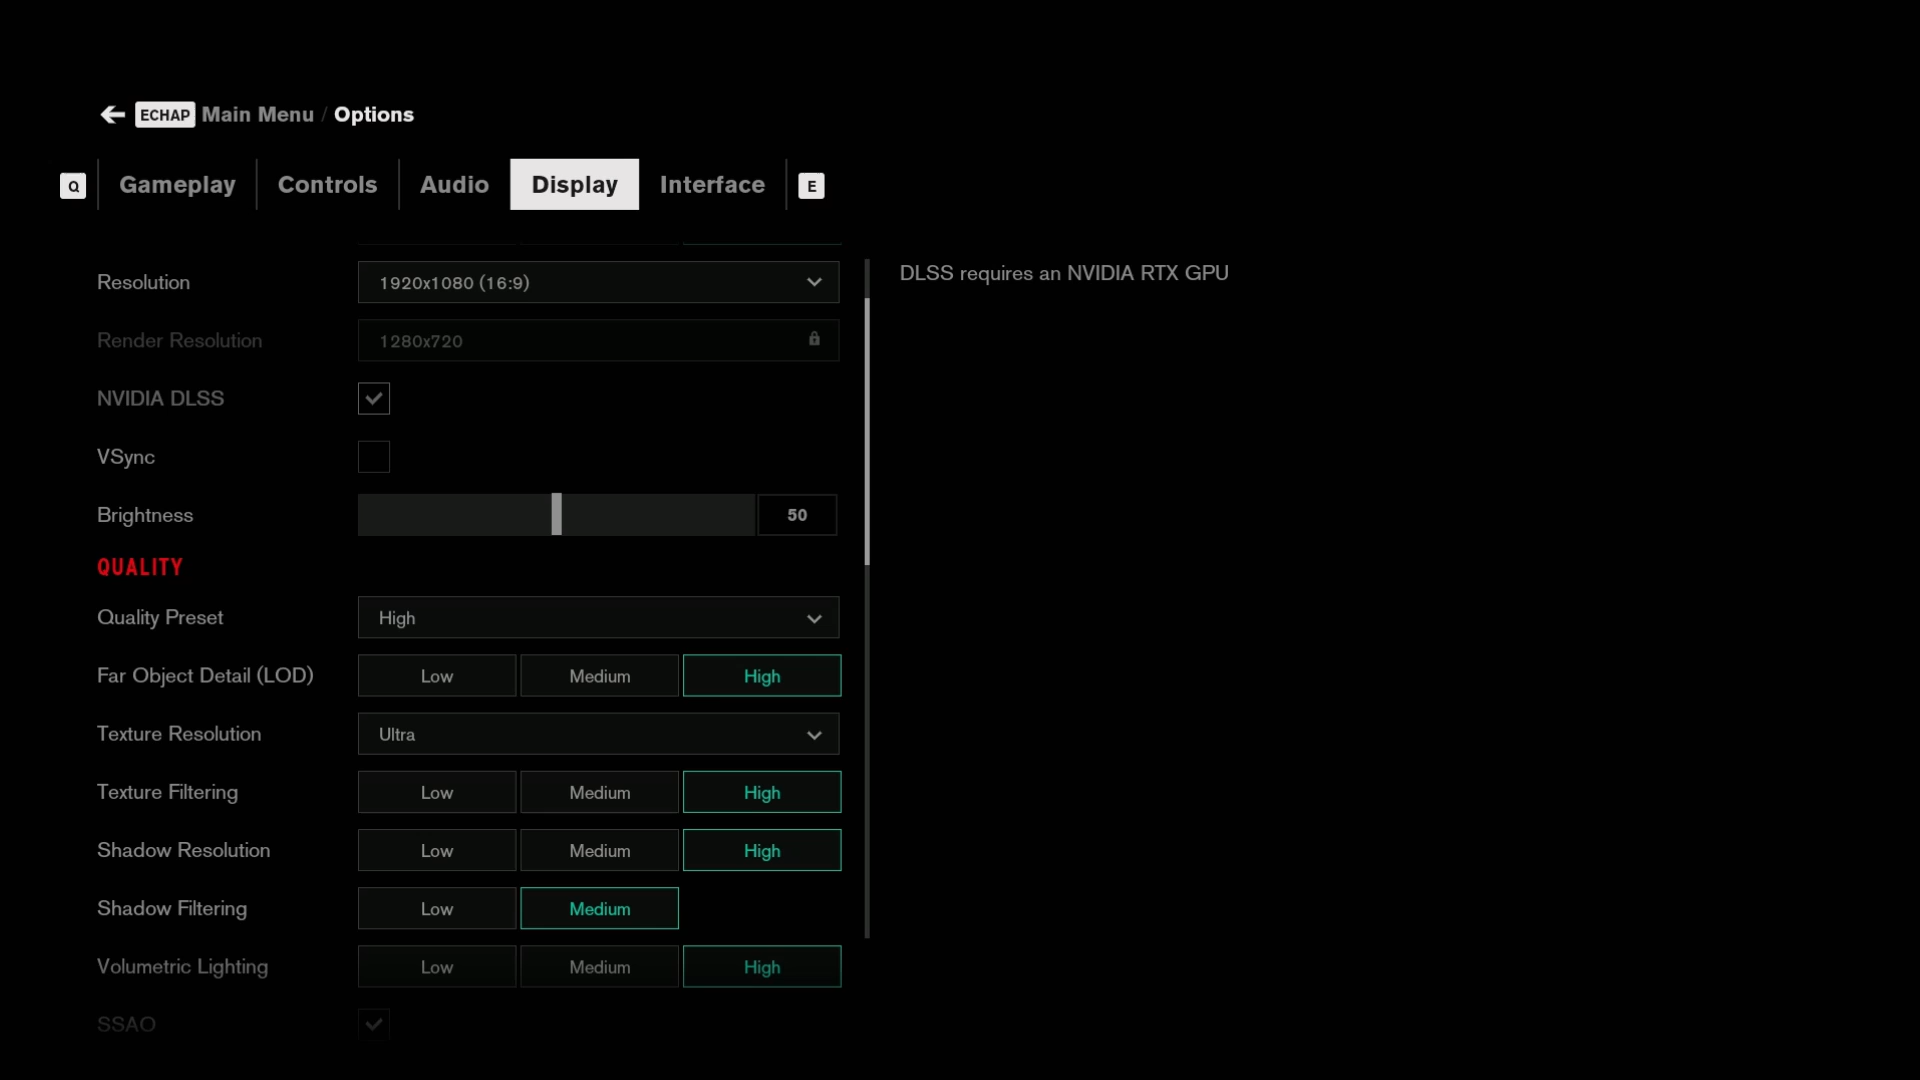 ECHAP Main Menu / Options
Q Gameplay Controls Audio Display Interface E
Resolution 1920x1080 (16:9)
DLSS requires an NVIDIA RTX GPU
Render Resolution 1280x720
NVIDIA DLSS
VSync
Brightness 50
QUALITY
Quality Preset High
Far Object Detail (LOD) Low Medium High
Texture Resolution Ultra
Texture Filtering Low Medium High
Shadow Resolution Low Medium High
Shadow Filtering Low Medium
Volumetric Lighting Low Medium High
SSAO